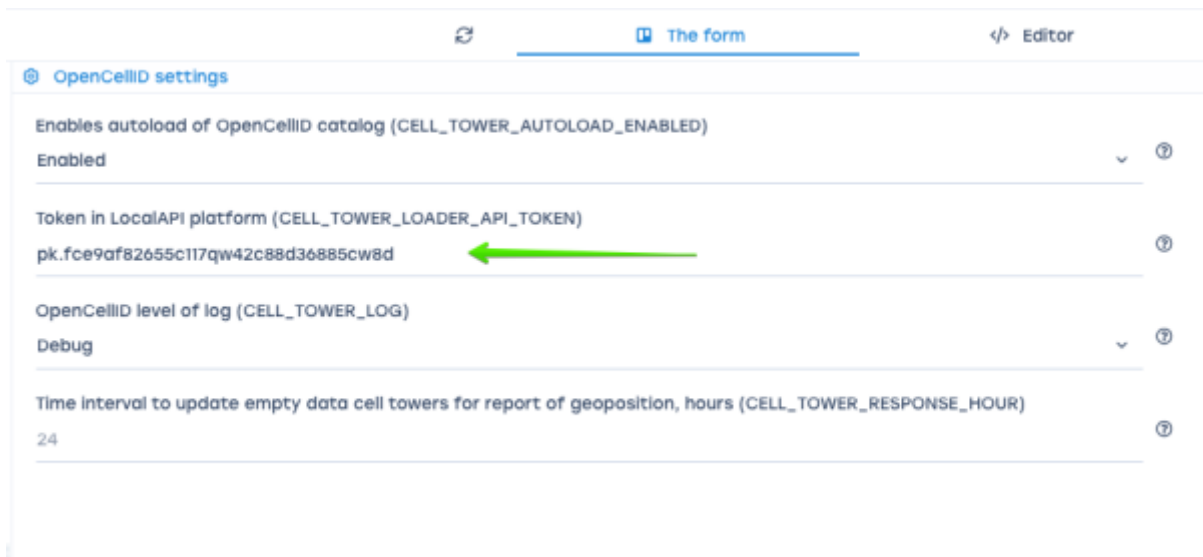 The form
</> Editor
OpenCellID settings
Enables autoload of OpenCellID catalog (CELL_TOWER_AUTOLOAD_ENABLED)
Enabled
Token in LocalAPI platform (CELL_TOWER_LOADER_API_TOKEN)
pk.fce9af82655c117qw42c88d36885cw8d
OpenCellID level of log (CELL_TOWER_LOG)
Debug
Time interval to update empty data cell towers for report of geoposition, hours (CELL_TOWER_RESPONSE_HOUR)
24